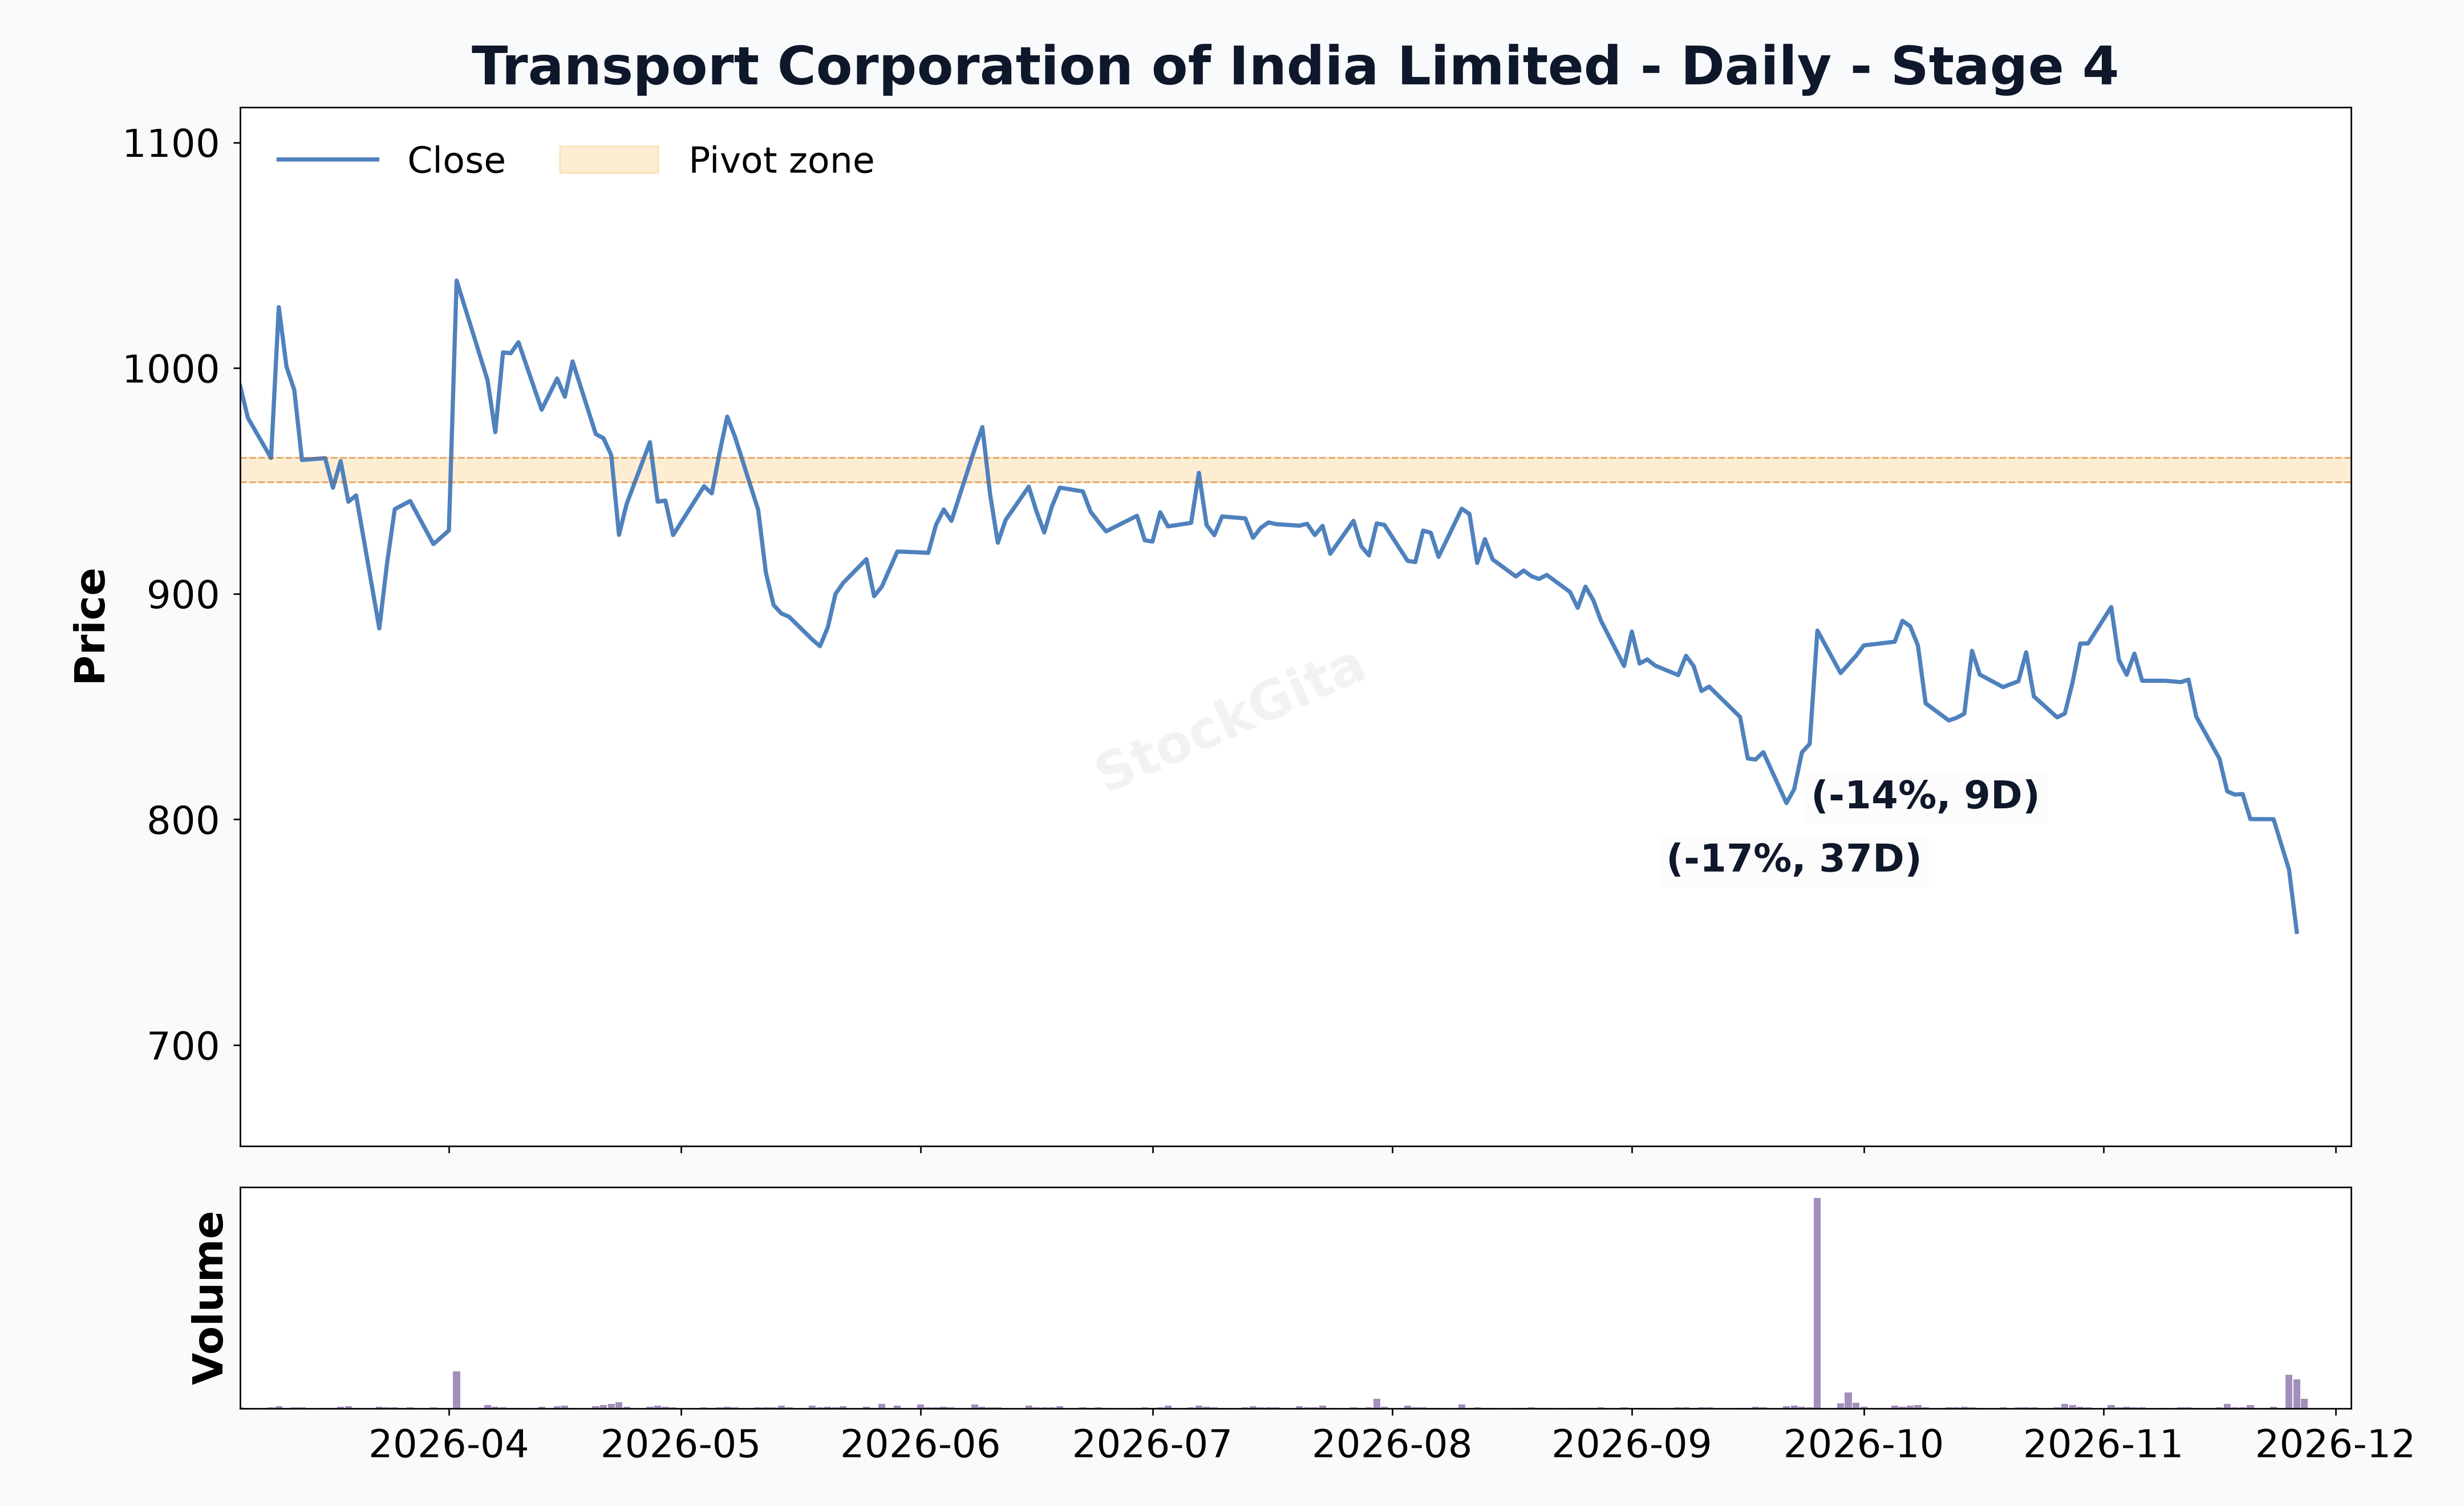 Transport Corporation of India Limited - Daily - Stage 4
Close
Pivot zone
Price
1100
1000
900
800
700
StockGita
(-14%, 9D)
(-17%, 37D)
Volume
2026-04
2026-05
2026-06
2026-07
2026-08
2026-09
2026-10
2026-11
2026-12